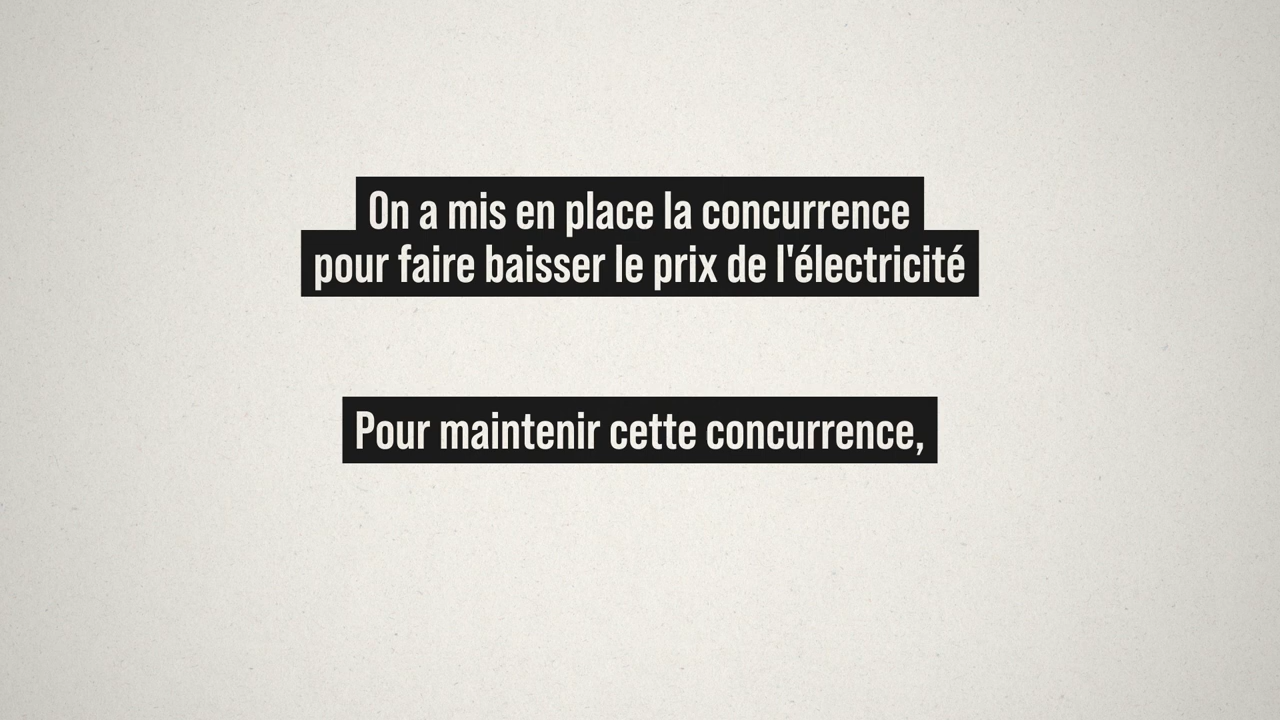 On a mis en place la concurrence
pour faire baisser le prix de l'électricité
Pour maintenir cette concurrence,